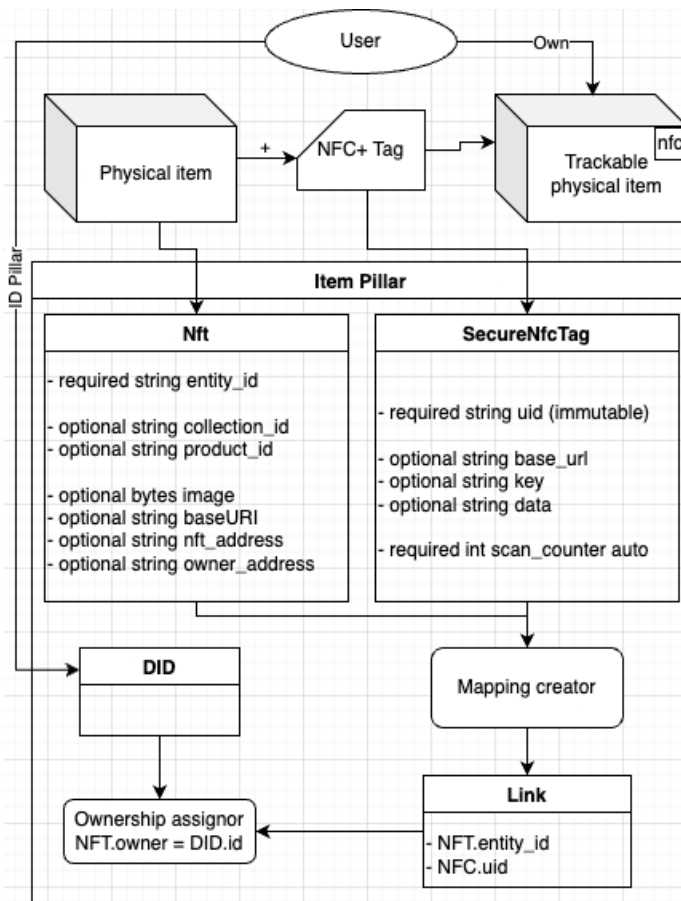 User
Own
Physical item
+
NFC+ Tag
nfc
Trackable
physical item
ID Pillar
Item Pillar
Nft
- required string entity_id
- optional string collection_id
- optional string product_id
- optional bytes image
- optional string baseURI
- optional string nft_address
- optional string owner_address
SecureNfcTag
- required string uid (immutable)
- optional string base_url
- optional string key
- optional string data
- required int scan_counter auto
DID
Mapping creator
Ownership assignor
NFT.owner = DID.id
Link
- NFT.entity_id
- NFC.uid